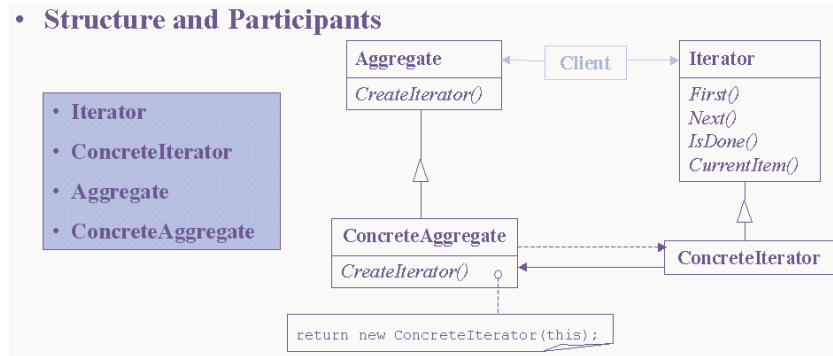 • Structure and Participants
• Iterator
• ConcreteIterator
• Aggregate
• ConcreteAggregate
Aggregate
CreateIterator()
Client
Iterator
First()
Next()
IsDone()
CurrentItem()
ConcreteAggregate
CreateIterator()
ConcreteIterator
return new ConcreteIterator(this);